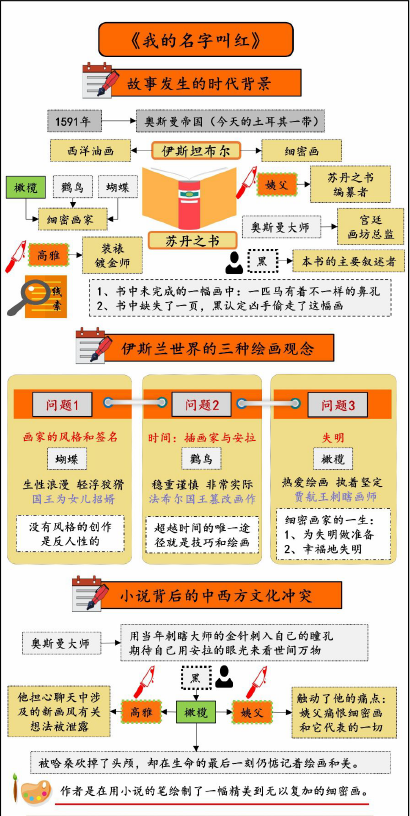 《我的名字叫红》
故事发生的时代背景
1591年
奥斯曼帝国（今天的土耳其一带）
西洋油画
伊斯坦布尔
细密画
橄榄
鹳鸟
蝴蝶
细密画家
姨父
苏丹之书
编纂者
奥斯曼大师
宫廷
画坊总监
高雅
装裱
镀金师
苏丹之书
黑
本书的主要叙述者
线
索
1、书中未完成的一幅画中：一匹马有着不一样的鼻孔
2、书中缺失了一页，黑认定凶手偷走了这幅画
伊斯兰世界的三种绘画观念
问题1
问题2
问题3
画家的风格和签名
蝴蝶
生性浪漫 轻浮狡猾
国王为女儿招婿
没有风格的创作
是反人性的
时间：插画家与安拉
鹳鸟
稳重谨慎 非常实际
法希尔国王篡改画作
超越时间的唯一途
径就是技巧和绘画
失明
橄榄
热爱绘画 执着坚定
贾航王刺瞎画师
细密画家的一生：
1、为失明做准备
2、幸福地失明
小说背后的中西方文化冲突
奥斯曼大师
用当年刺瞎大师的金针刺入自己的瞳孔
期待自己用安拉的眼光来看世间万物
黑
他担心聊天中涉
及的新画风有关
想法被泄露
高雅
橄榄
姨父
触动了他的痛点：
姨父痛恨细密画
和它代表的一切
被哈桑砍掉了头颅，却在生命的最后一刻仍惦记着绘画和美。
作者是在用小说的笔绘制了一幅精美到无以复加的细密画。